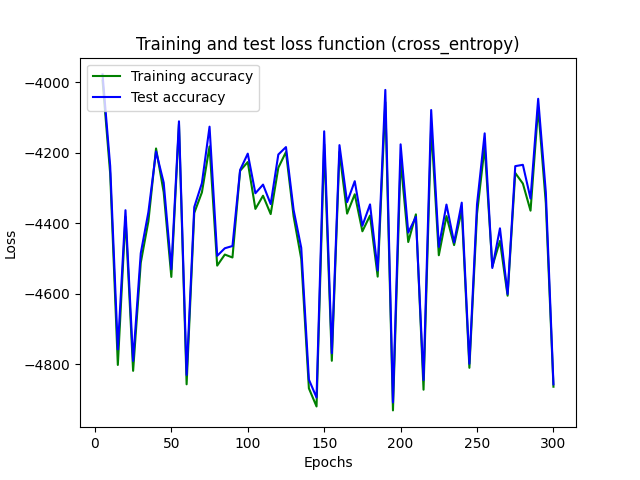 Training and test loss function (cross_entropy)
Training accuracy
Test accuracy
Loss
−4000
−4200
−4400
−4600
−4800
0 50 100 150 200 250 300
Epochs